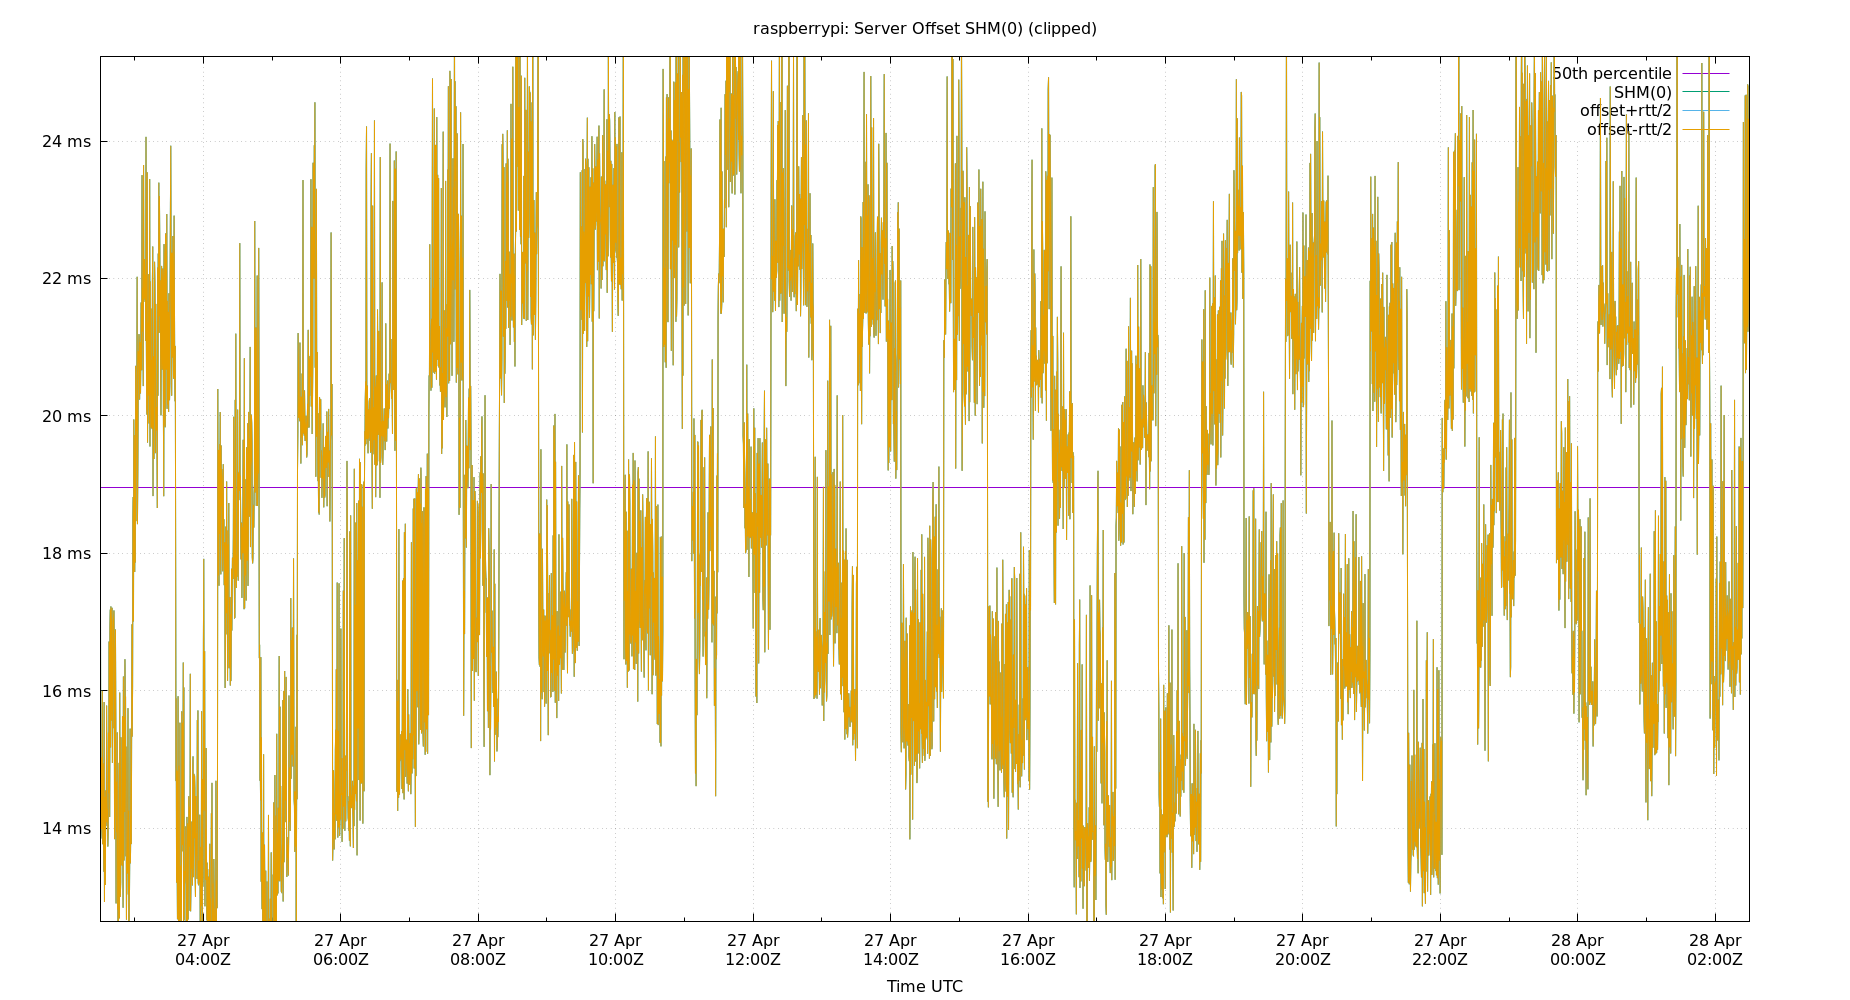 raspberrypi: Server Offset SHM(0) (clipped)
50th percentile
SHM(0)
offset+rtt/2
offset-rtt/2
24 ms
22 ms
20 ms
18 ms
16 ms
14 ms
27 Apr 27 Apr 27 Apr 27 Apr 27 Apr 27 Apr 27 Apr 27 Apr 27 Apr 27 Apr 28 Apr 28 Apr
04:00Z 06:00Z 08:00Z 10:00Z 12:00Z 14:00Z 16:00Z 18:00Z 20:00Z 22:00Z 00:00Z 02:00Z
Time UTC